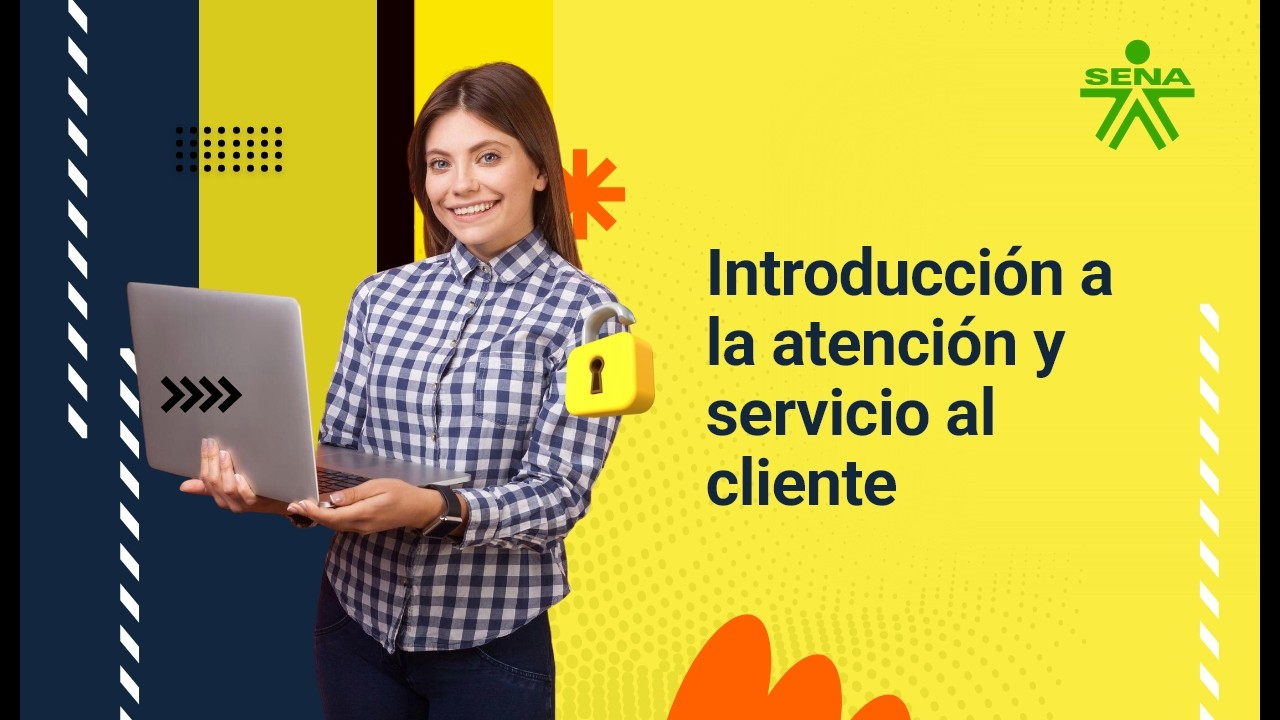 SENA
Introducción a
la atención y
servicio al
cliente